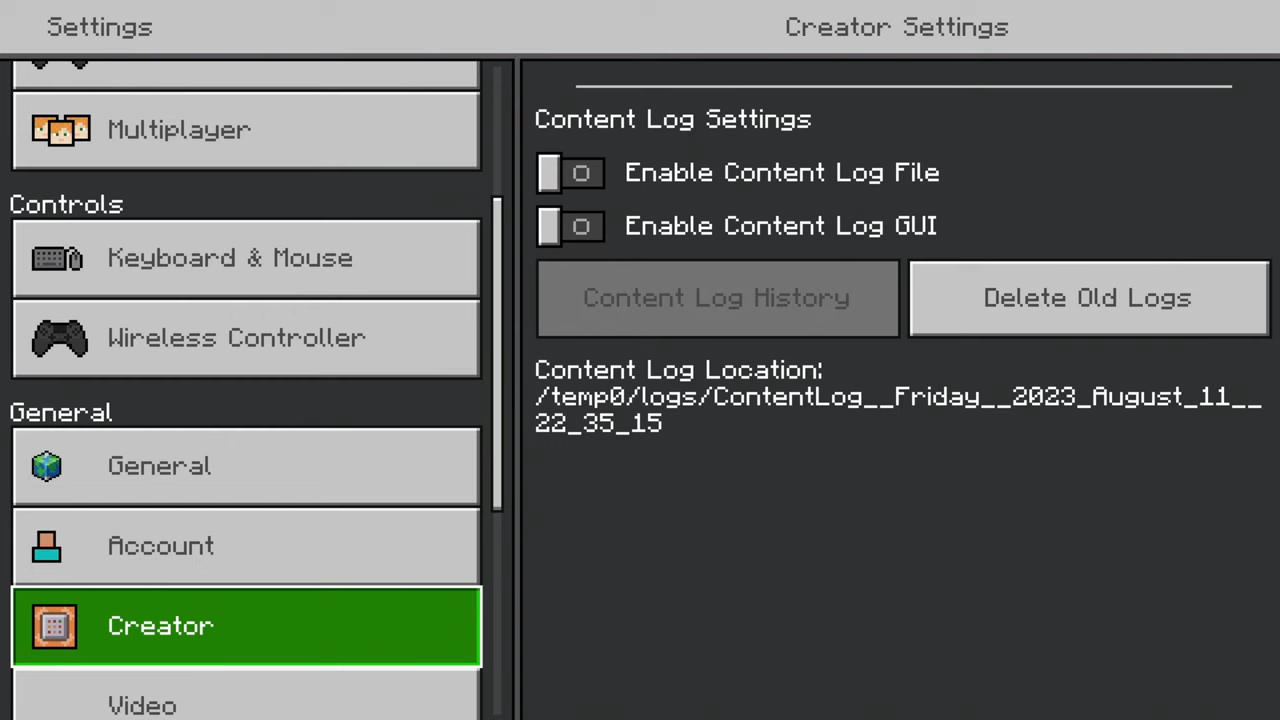 Settings
Creator Settings
Multiplayer
Controls
Keyboard & Mouse
Wireless Controller
General
General
Account
Creator
Video
Content Log Settings
Enable Content Log File
Enable Content Log GUI
Content Log History
Delete Old Logs
Content Log Location:
/temp0/logs/ContentLog__Friday__2023_August_11__
22_35_15